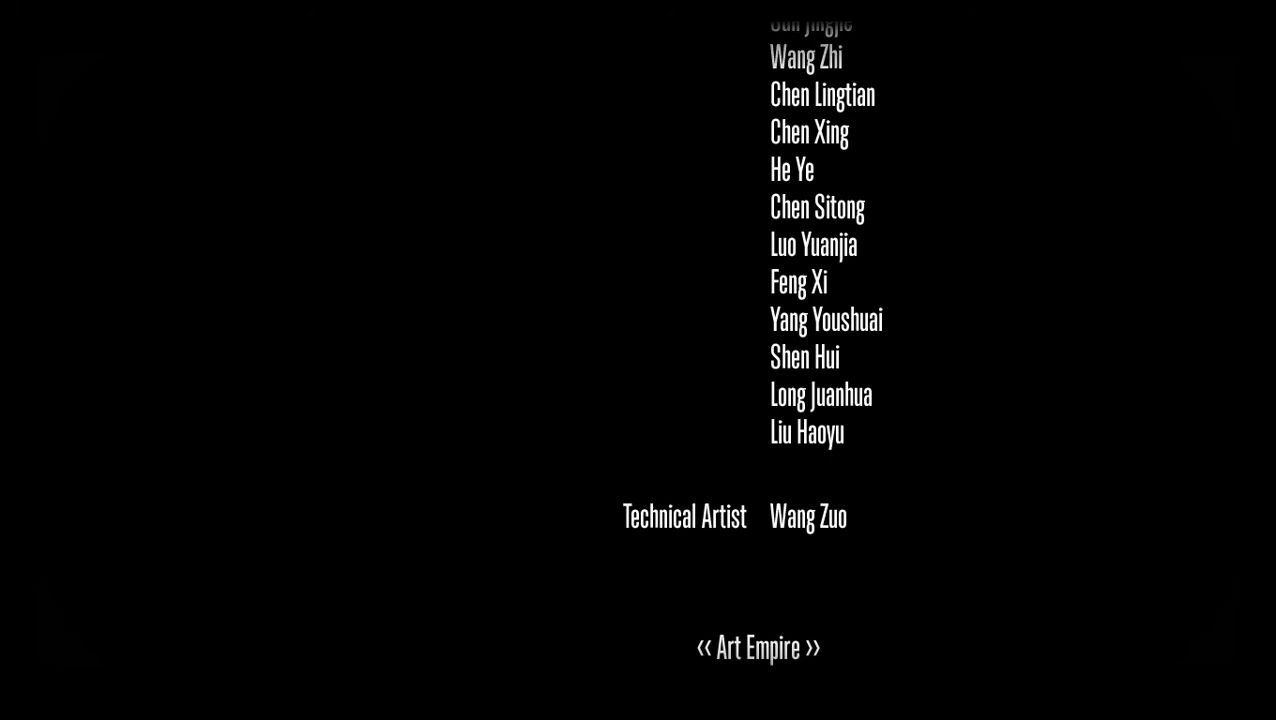 Wang Zhi
Chen Lingtian
Chen Xing
He Ye
Chen Sitong
Luo Yuanjia
Feng Xi
Yang Youshuai
Shen Hui
Long Juanhua
Liu Haoyu
Technical Artist Wang Zuo
<< Art Empire >>